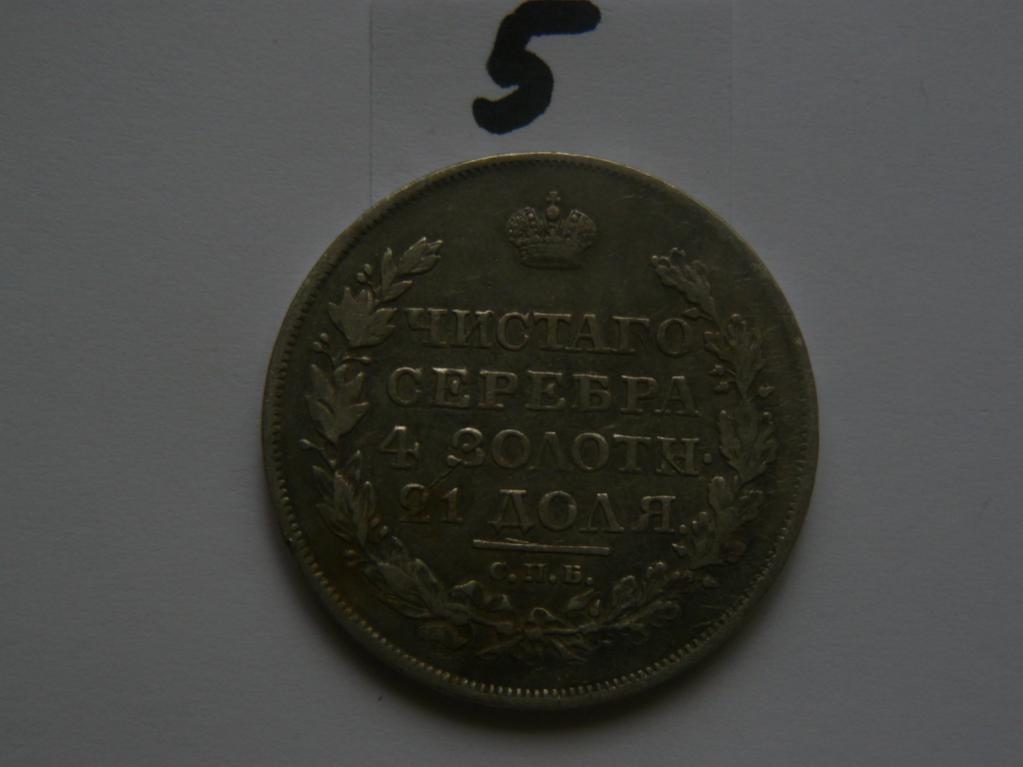 5
ЧИСТАГО
СЕРЕБРА
4 ЗОЛОТН·
21 ДОЛЯ
С.П.Б.